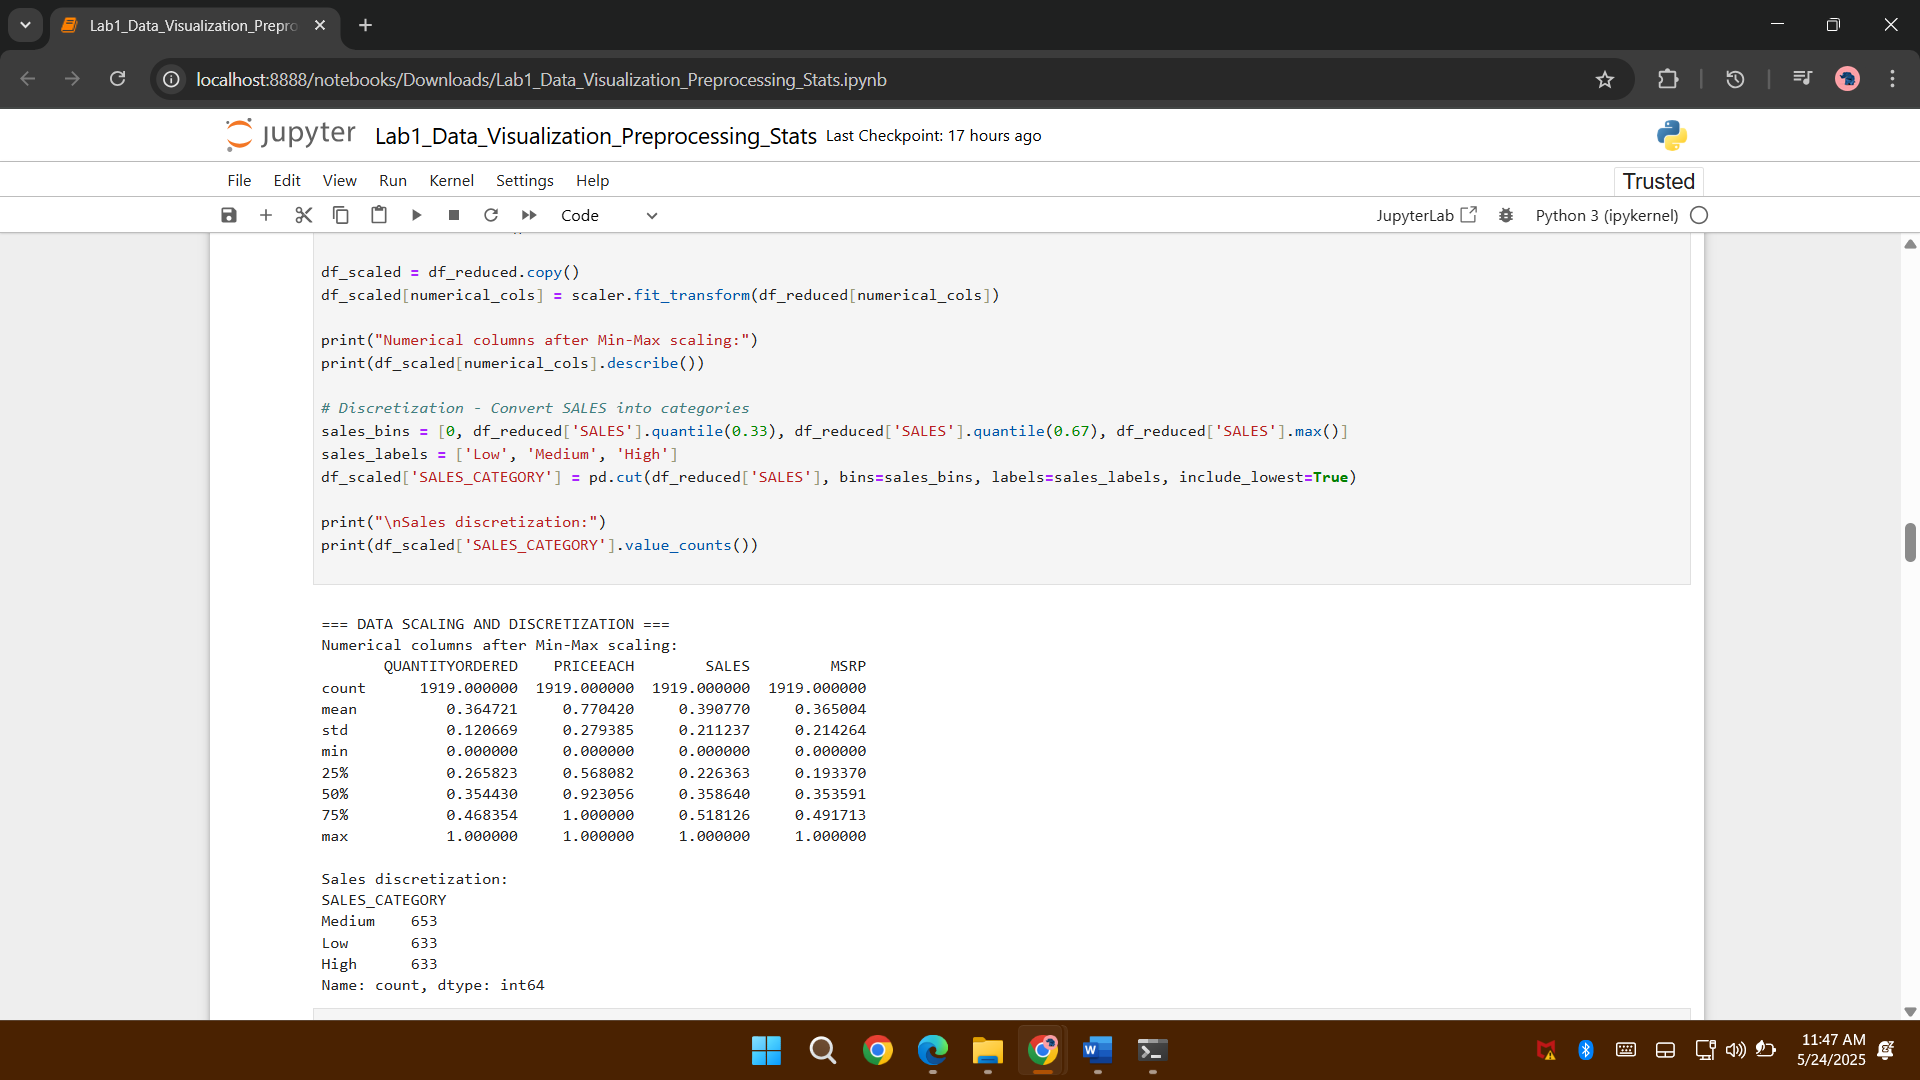 Lab1_Data_Visualization_Prepro
localhost:8888/notebooks/Downloads/Lab1_Data_Visualization_Preprocessing_Stats.ipynb
jupyter Lab1_Data_Visualization_Preprocessing_Stats Last Checkpoint: 17 hours ago
File Edit View Run Kernel Settings Help Trusted
Code JupyterLab Python 3 (ipykernel)
df_scaled = df_reduced.copy()
df_scaled[numerical_cols] = scaler.fit_transform(df_reduced[numerical_cols])
print("Numerical columns after Min-Max scaling:")
print(df_scaled[numerical_cols].describe())
# Discretization - Convert SALES into categories
sales_bins = [0, df_reduced['SALES'].quantile(0.33), df_reduced['SALES'].quantile(0.67), df_reduced['SALES'].max()]
sales_labels = ['Low', 'Medium', 'High']
df_scaled['SALES_CATEGORY'] = pd.cut(df_reduced['SALES'], bins=sales_bins, labels=sales_labels, include_lowest=True)
print("\nSales discretization:")
print(df_scaled['SALES_CATEGORY'].value_counts())
=== DATA SCALING AND DISCRETIZATION ===
Numerical columns after Min-Max scaling:
QUANTITYORDERED PRICEEACH SALES MSRP
count 1919.000000 1919.000000 1919.000000 1919.000000
mean 0.364721 0.770420 0.390770 0.365004
std 0.120669 0.279385 0.211237 0.214264
min 0.000000 0.000000 0.000000 0.000000
25% 0.265823 0.568082 0.226363 0.193370
50% 0.354430 0.923056 0.358640 0.353591
75% 0.468354 1.000000 0.518126 0.491713
max 1.000000 1.000000 1.000000 1.000000
Sales discretization:
SALES_CATEGORY
Medium 653
Low 633
High 633
Name: count, dtype: int64
11:47 AM
5/24/2025